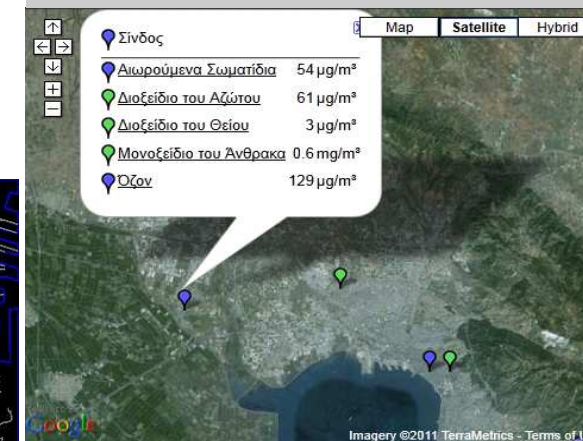 Σίνδος
Map Satellite Hybrid
Αιωρούμενα Σωματίδια 54 µg/m³
Διοξείδιο του Αζώτου 61 µg/m³
Διοξείδιο του Θείου 3 µg/m³
Μονοξείδιο του Άνθρακα 0.6 mg/m³
Όζον 129 µg/m³
Google
Imagery ©2011 TerraMetrics - Terms of